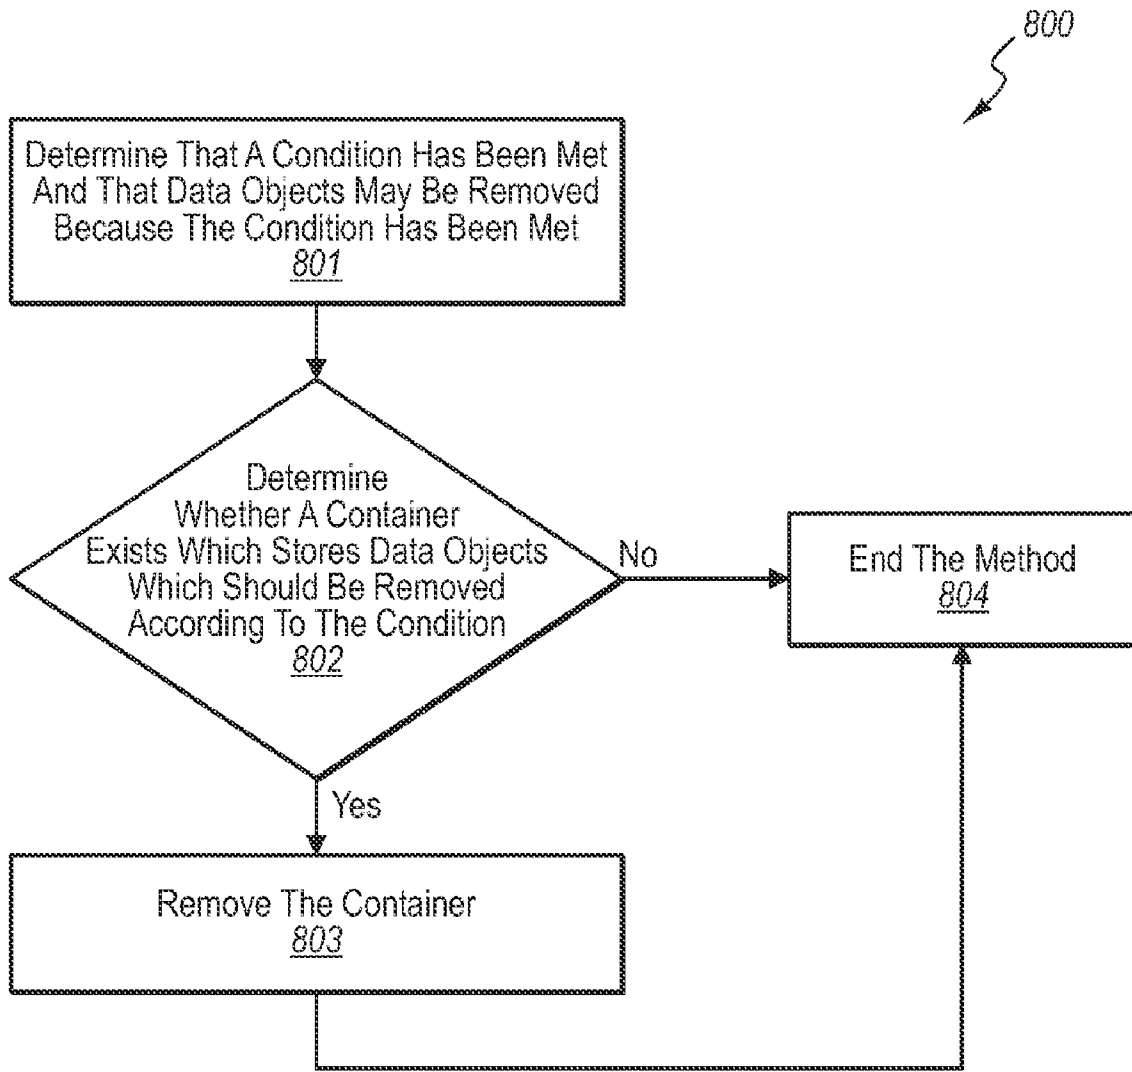 800
Determine That A Condition Has Been Met
And That Data Objects May Be Removed
Because The Condition Has Been Met
801
Determine
Whether A Container
Exists Which Stores Data Objects
Which Should Be Removed
According To The Condition
802
No
End The Method
804
Yes
Remove The Container
803